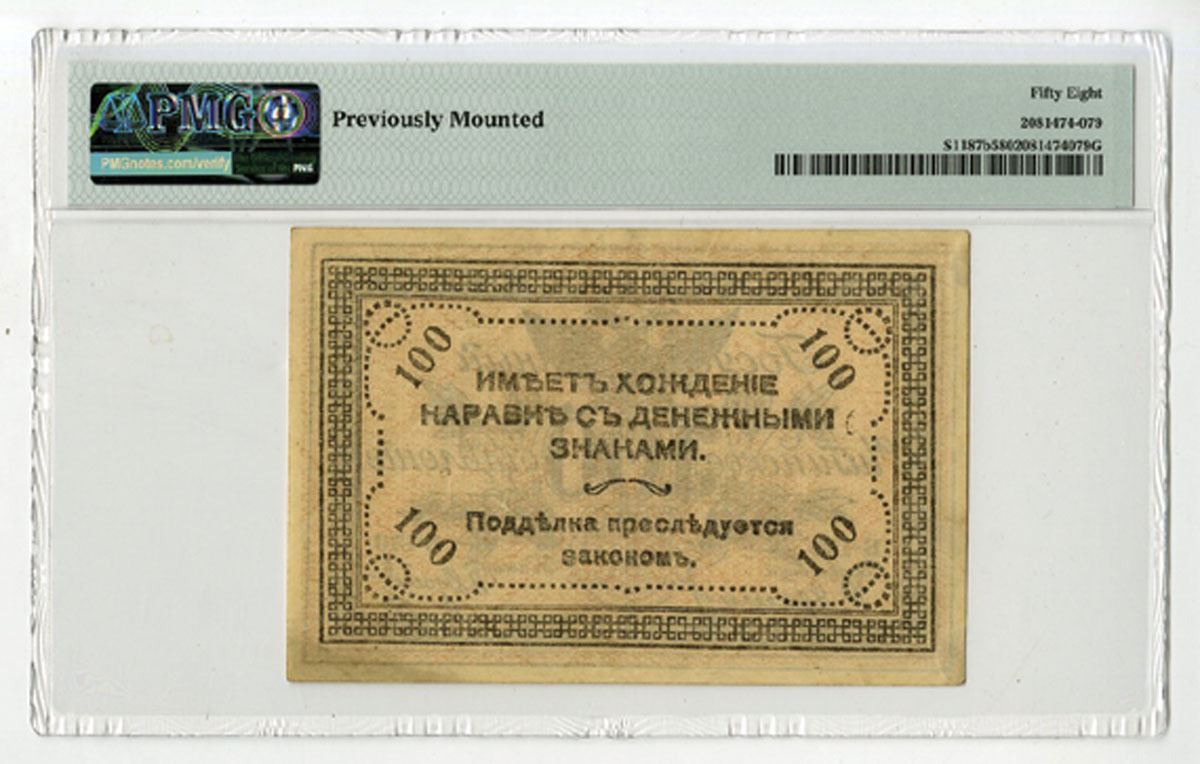 PMG
PMGnotes.com/verify
PMG
Previously Mounted
Fifty Eight
2081474-079
S1187b5802081474079G
100
100
ИМѢЕТЪ ХОЖДЕНІЕ
НАРАВНѢ СЪ ДЕНЕЖНЫМИ
ЗНАКАМИ.
Поддѣлка преслѣдуется
закономъ.
100
100